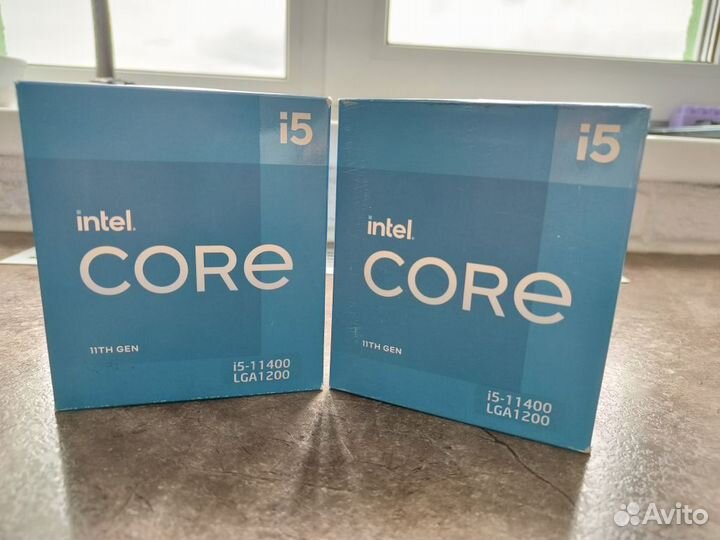 i5
intel.
CORE
11TH GEN
i5-11400
LGA1200
i5
intel.
CORE
11TH GEN
i5-11400
LGA1200
Avito